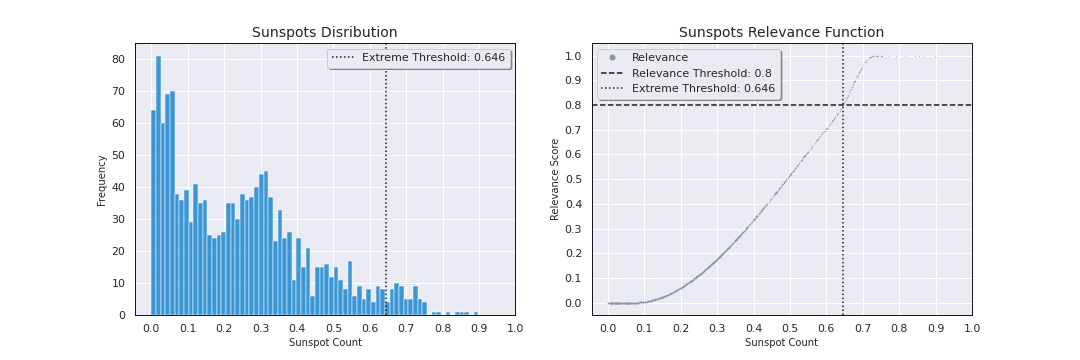 Sunspots Disribution
Extreme Threshold: 0.646
Frequency
80
70
60
50
40
30
20
10
0
0.0 0.1 0.2 0.3 0.4 0.5 0.6 0.7 0.8 0.9 1.0
Sunspot Count
Sunspots Relevance Function
Relevance
Relevance Threshold: 0.8
Extreme Threshold: 0.646
Relevance Score
1.0
0.9
0.8
0.7
0.6
0.5
0.4
0.3
0.2
0.1
0.0
0.0 0.1 0.2 0.3 0.4 0.5 0.6 0.7 0.8 0.9 1.0
Sunspot Count